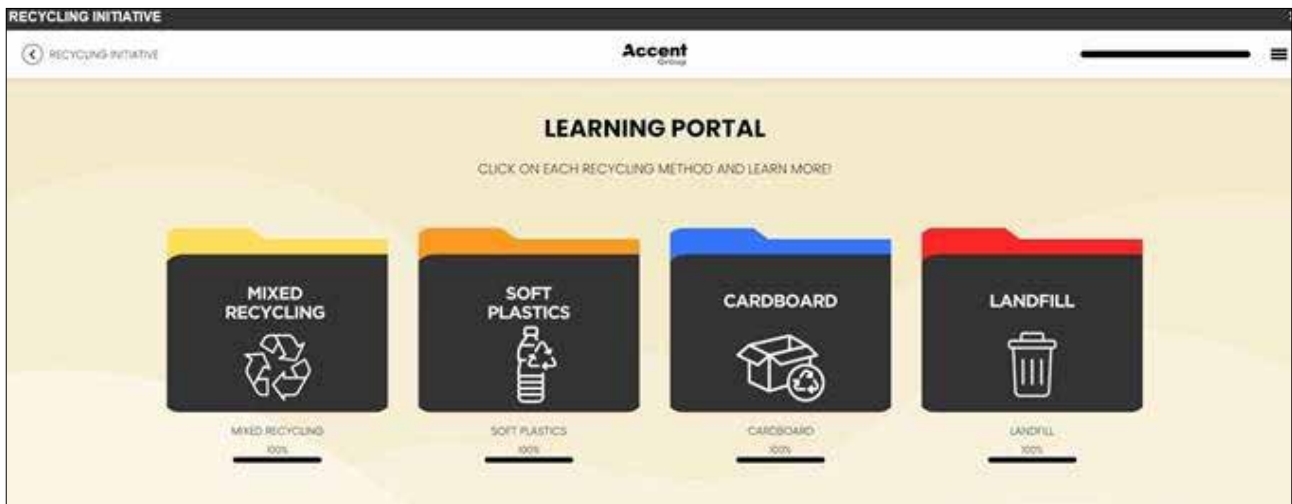 RECYCLING INITIATIVE
RECYCLING INITIATIVE
Accent
Group
LEARNING PORTAL
CLICK ON EACH RECYCLING METHOD AND LEARN MORE!
MIXED
RECYCLING
SOFT
PLASTICS
CARDBOARD
LANDFILL
MIXED RECYCLING
100%
SOFT PLASTICS
100%
CARDBOARD
100%
LANDFILL
100%